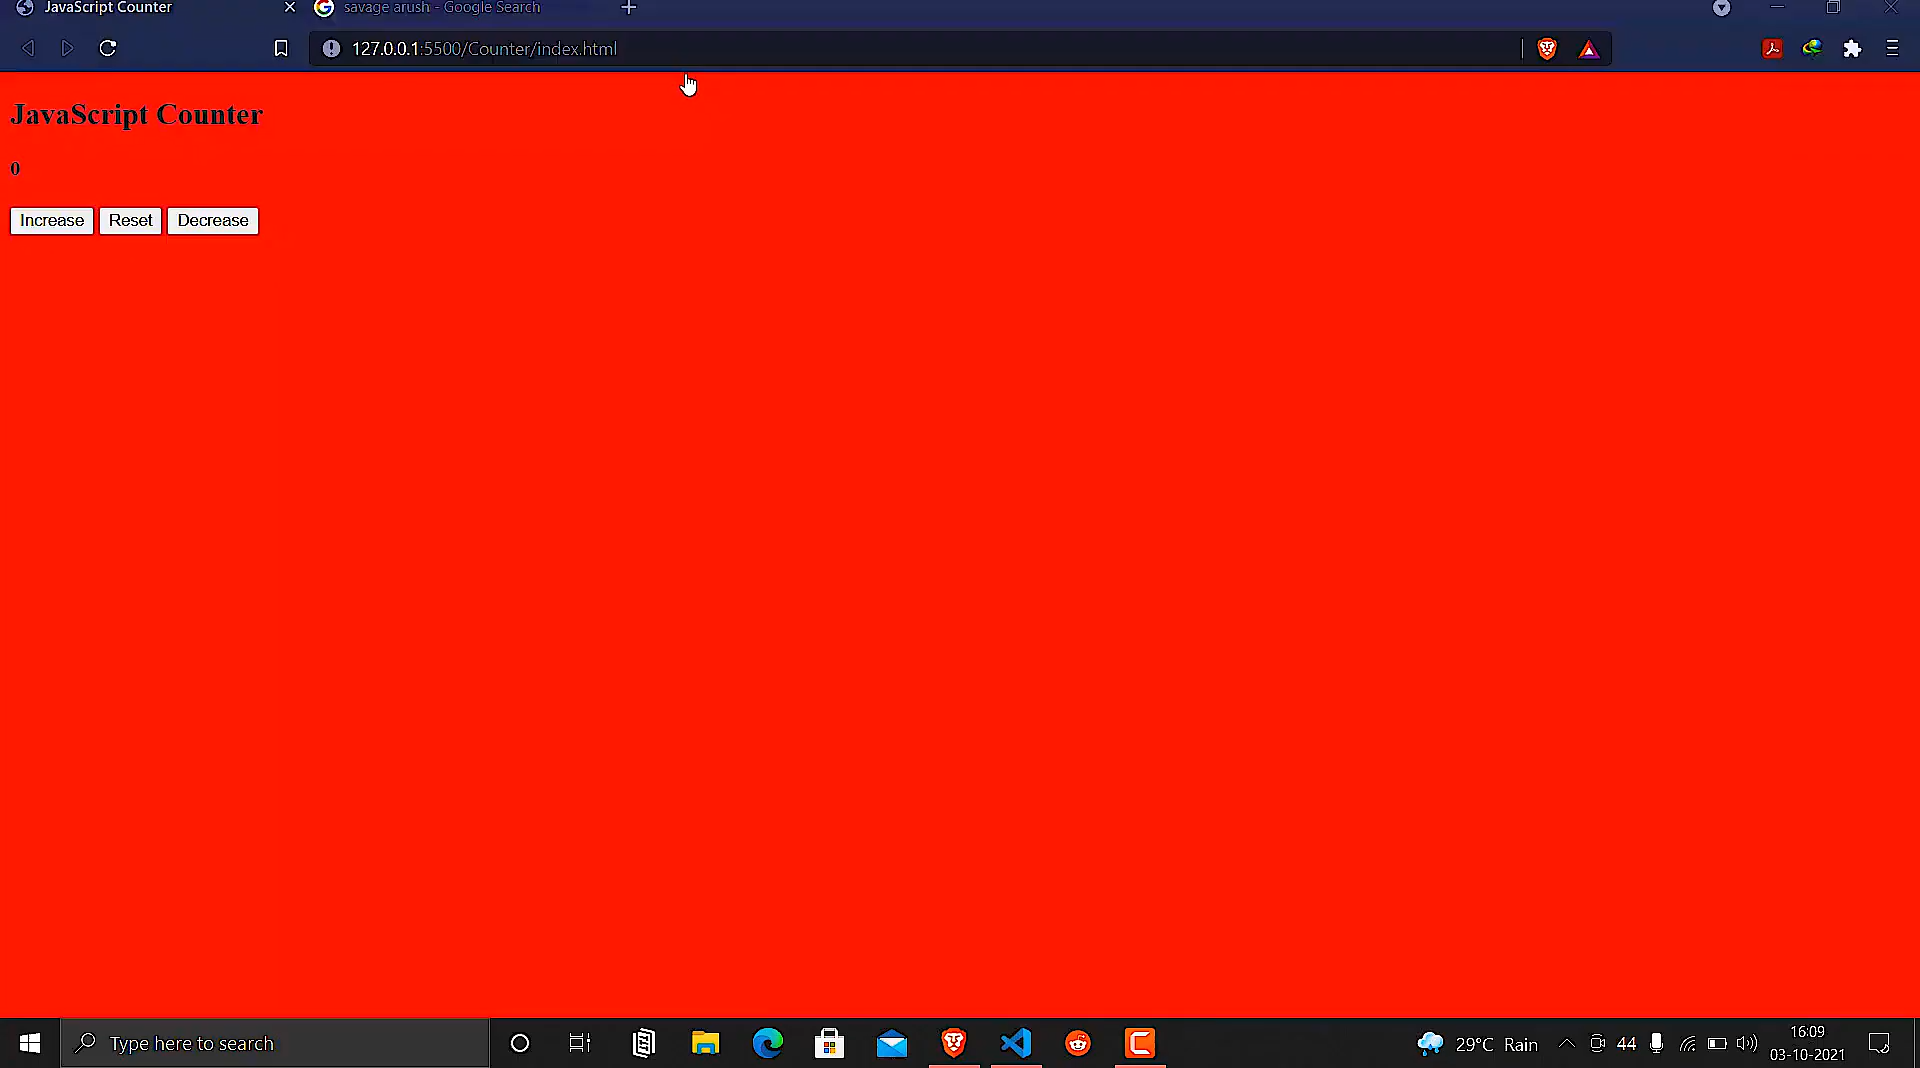 JavaScript Counter
savage arush - Google Search
127.0.0.1:5500/Counter/index.html
JavaScript Counter
0
Increase Reset Decrease
Type here to search
29°C Rain
44
16:09
03-10-2021